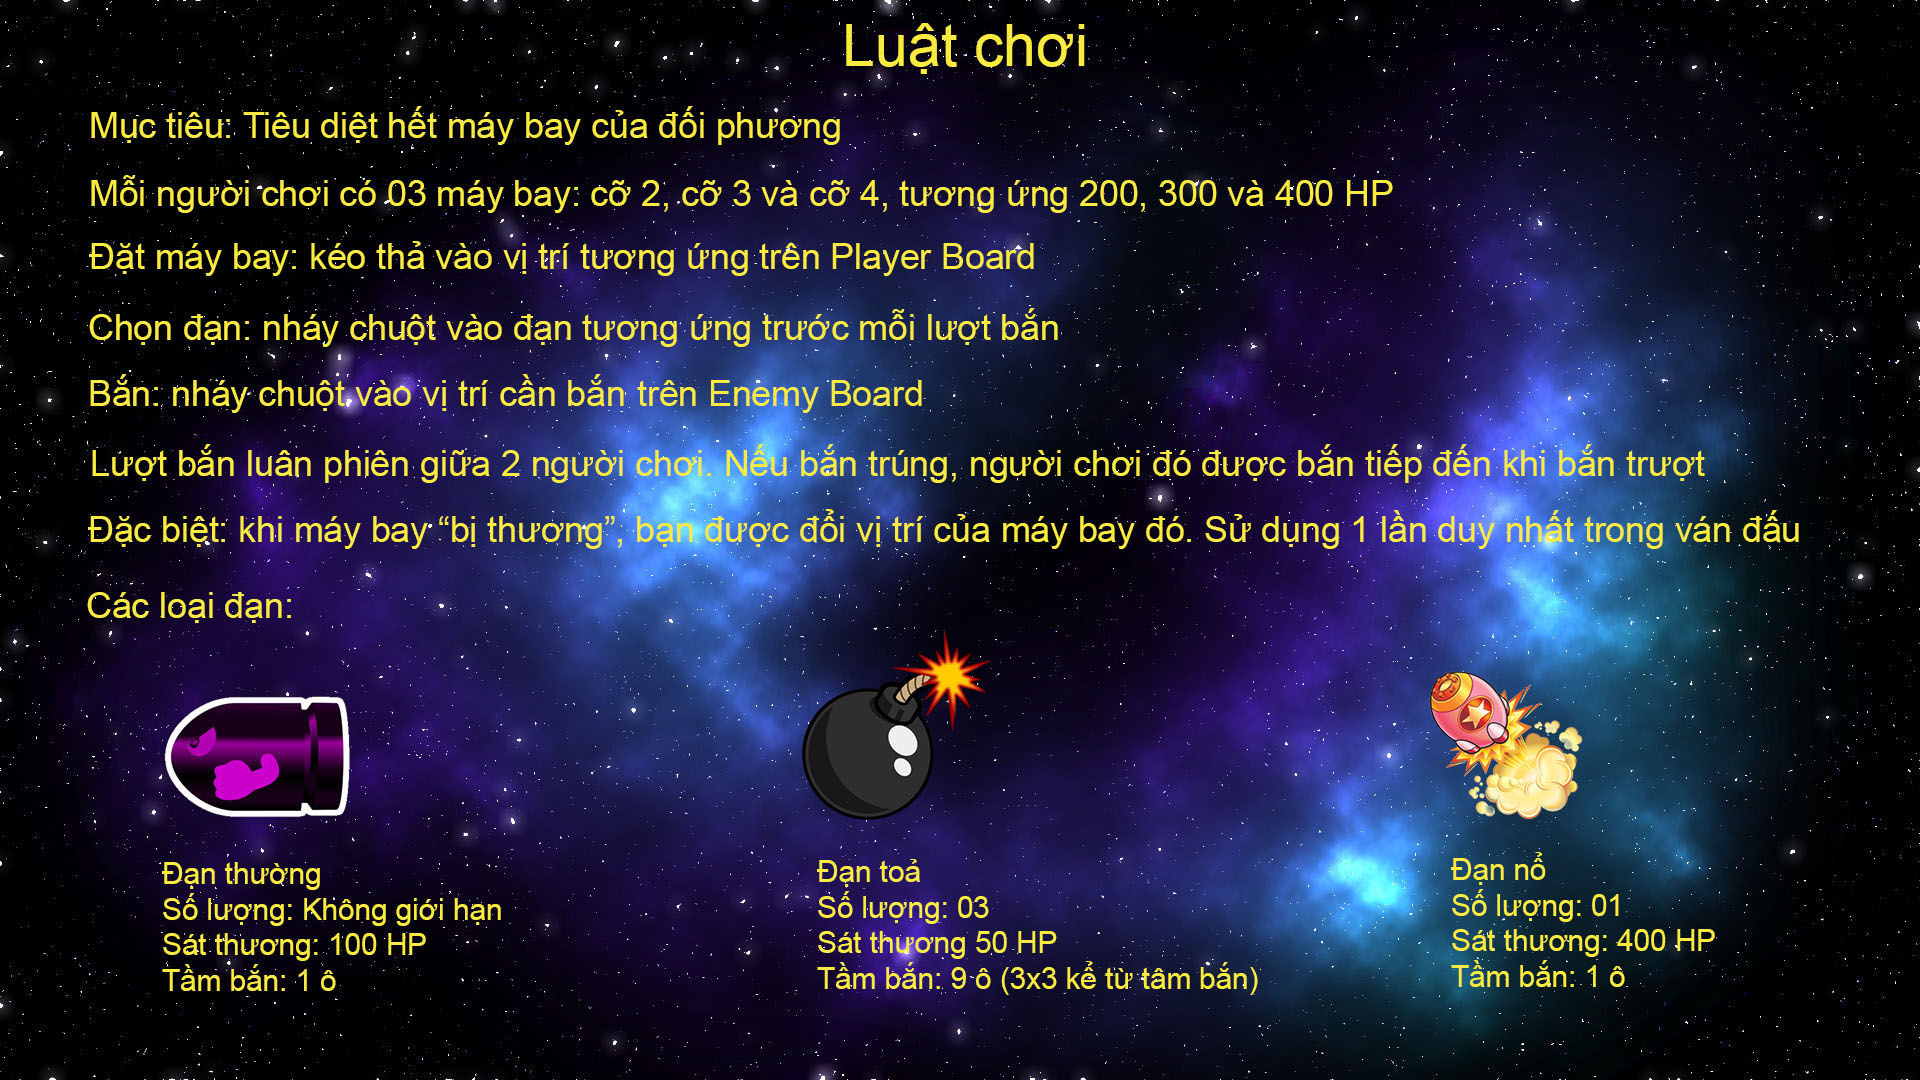 Luật chơi
Mục tiêu: Tiêu diệt hết máy bay của đối phương
Mỗi người chơi có 03 máy bay: cỡ 2, cỡ 3 và cỡ 4, tương ứng 200, 300 và 400 HP
Đặt máy bay: kéo thả vào vị trí tương ứng trên Player Board
Chọn đạn: nháy chuột vào đạn tương ứng trước mỗi lượt bắn
Bắn: nháy chuột vào vị trí cần bắn trên Enemy Board
Lượt bắn luân phiên giữa 2 người chơi. Nếu bắn trúng, người chơi đó được bắn tiếp đến khi bắn trượt
Đặc biệt: khi máy bay “bị thương”, bạn được đổi vị trí của máy bay đó. Sử dụng 1 lần duy nhất trong ván đấu
Các loại đạn:
Đạn thường
Số lượng: Không giới hạn
Sát thương: 100 HP
Tầm bắn: 1 ô
Đạn toả
Số lượng: 03
Sát thương 50 HP
Tầm bắn: 9 ô (3x3 kể từ tâm bắn)
Đạn nổ
Số lượng: 01
Sát thương: 400 HP
Tầm bắn: 1 ô